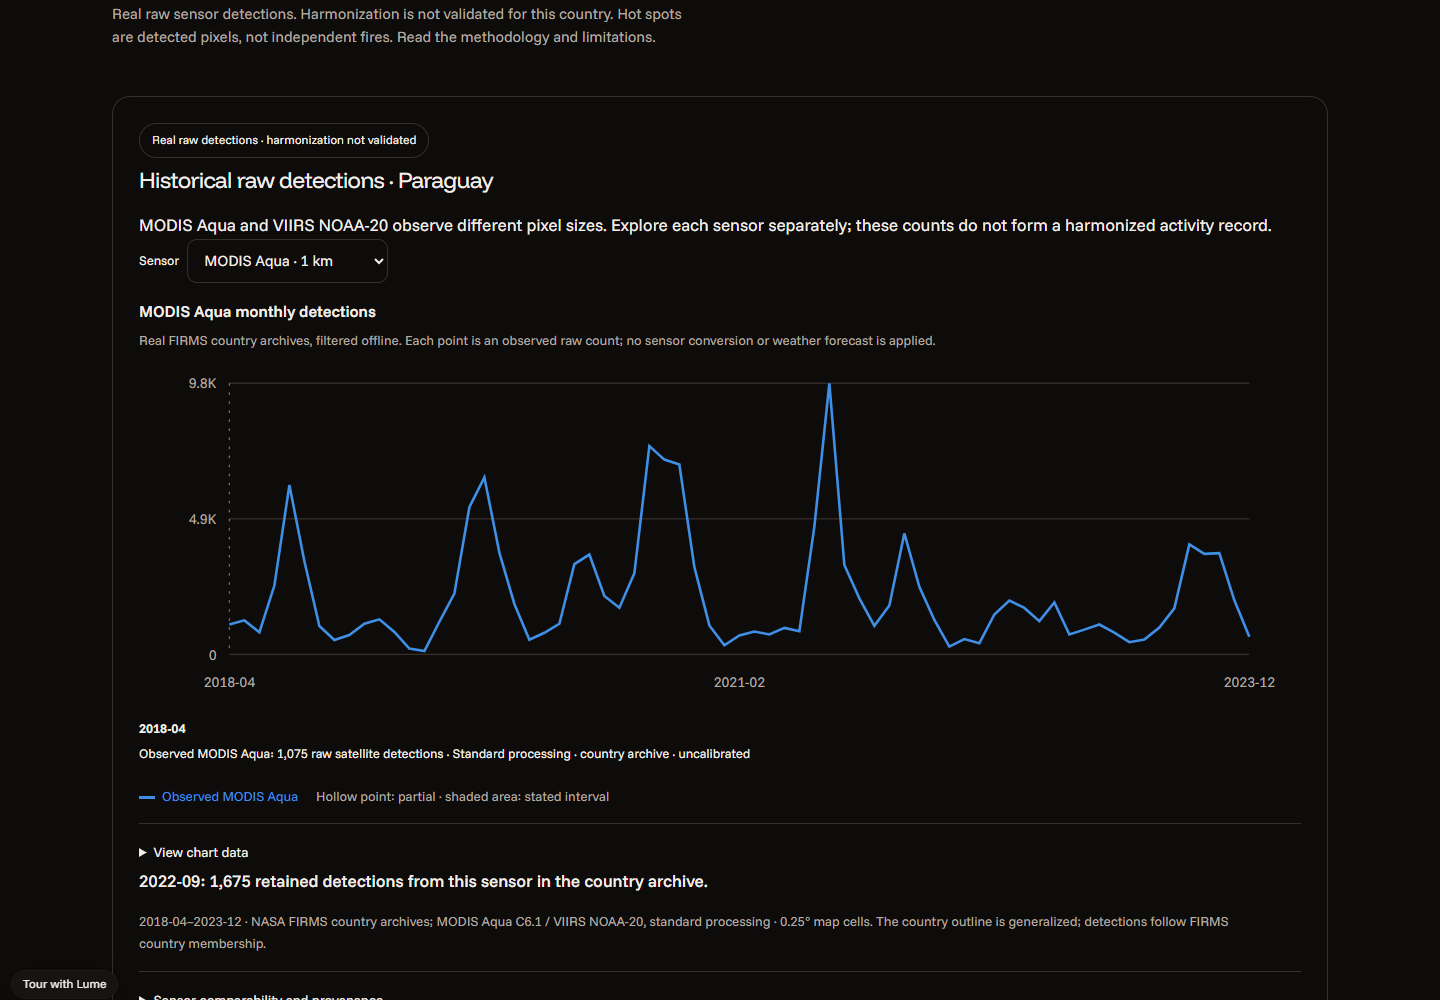 Real raw sensor detections. Harmonization is not validated for this country. Hot spots
are detected pixels, not independent fires. Read the methodology and limitations.
Real raw detections · harmonization not validated
Historical raw detections · Paraguay
MODIS Aqua and VIIRS NOAA-20 observe different pixel sizes. Explore each sensor separately; these counts do not form a harmonized activity record.
Sensor
MODIS Aqua · 1 km
MODIS Aqua monthly detections
Real FIRMS country archives, filtered offline. Each point is an observed raw count; no sensor conversion or weather forecast is applied.
9.8K
4.9K
0
2018-04
2021-02
2023-12
2018-04
Observed MODIS Aqua: 1,075 raw satellite detections · Standard processing · country archive · uncalibrated
Observed MODIS Aqua
Hollow point: partial · shaded area: stated interval
View chart data
2022-09: 1,675 retained detections from this sensor in the country archive.
2018-04–2023-12 · NASA FIRMS country archives; MODIS Aqua C6.1 / VIIRS NOAA-20, standard processing · 0.25° map cells. The country outline is generalized; detections follow FIRMS
country membership.
Tour with Lume
Sensor comparability and provenance